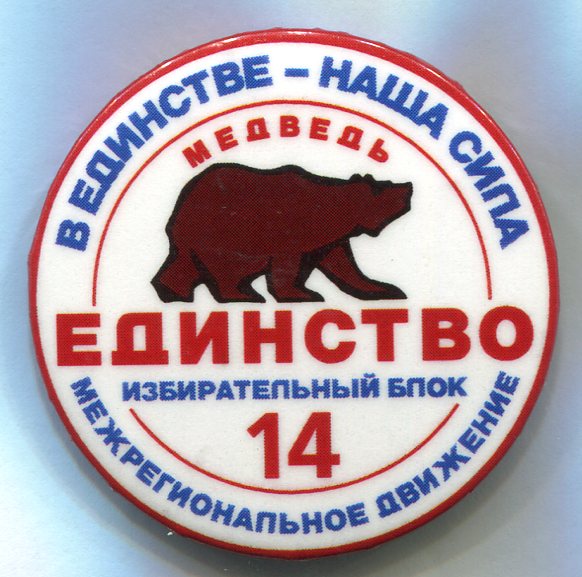 В ЕДИНСТВЕ - НАША СИЛА
МЕДВЕДЬ
ЕДИНСТВО
ИЗБИРАТЕЛЬНЫЙ БЛОК
14
МЕЖРЕГИОНАЛЬНОЕ ДВИЖЕНИЕ